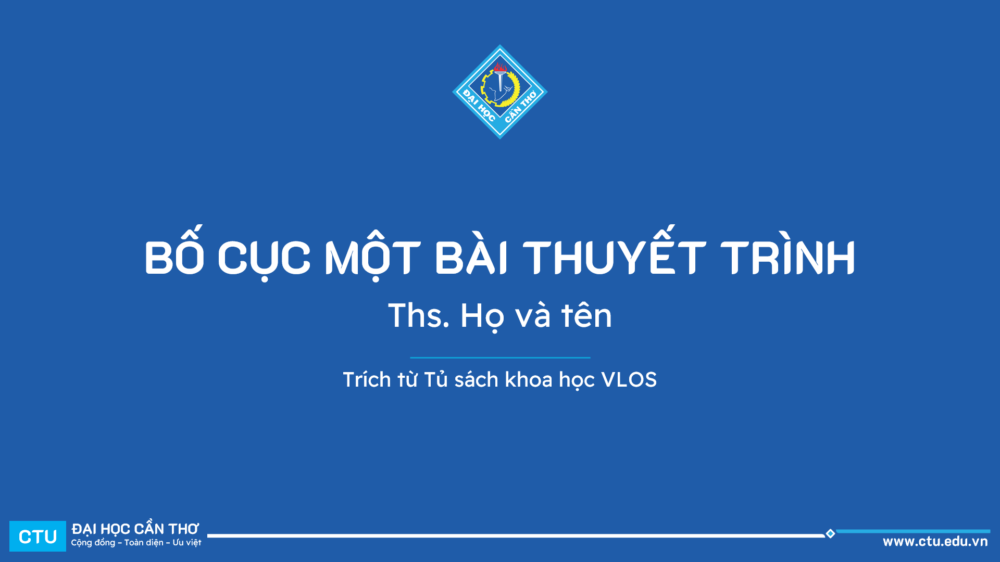 ĐẠI HỌC CẦN THƠ
BỐ CỤC MỘT BÀI THUYẾT TRÌNH
Ths. Họ và tên
Trích từ Tủ sách khoa học VLOS
CTU
ĐẠI HỌC CẦN THƠ
Cộng đồng – Toàn diện – Ưu việt
www.ctu.edu.vn